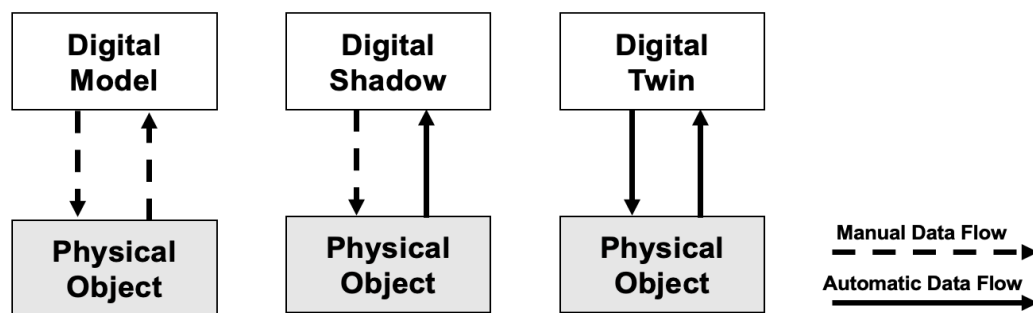 Digital
Model
Digital
Shadow
Digital
Twin
Physical
Object
Physical
Object
Physical
Object
Manual Data Flow
Automatic Data Flow